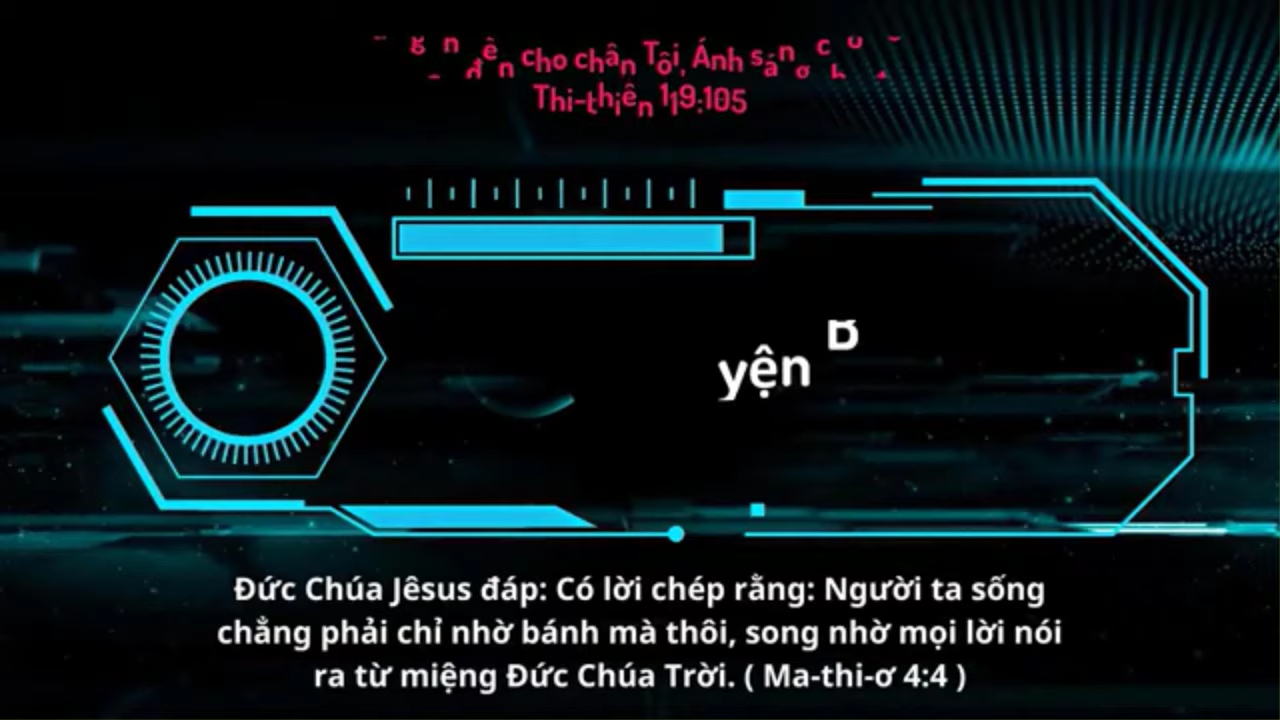 cho chân Tôi, Ánh
Thi-thiên 119:105
yện
Đức Chúa Jêsus đáp: Có lời chép rằng: Người ta sống
chẳng phải chỉ nhờ bánh mà thôi, song nhờ mọi lời nói
ra từ miệng Đức Chúa Trời. ( Ma-thi-ơ 4:4 )